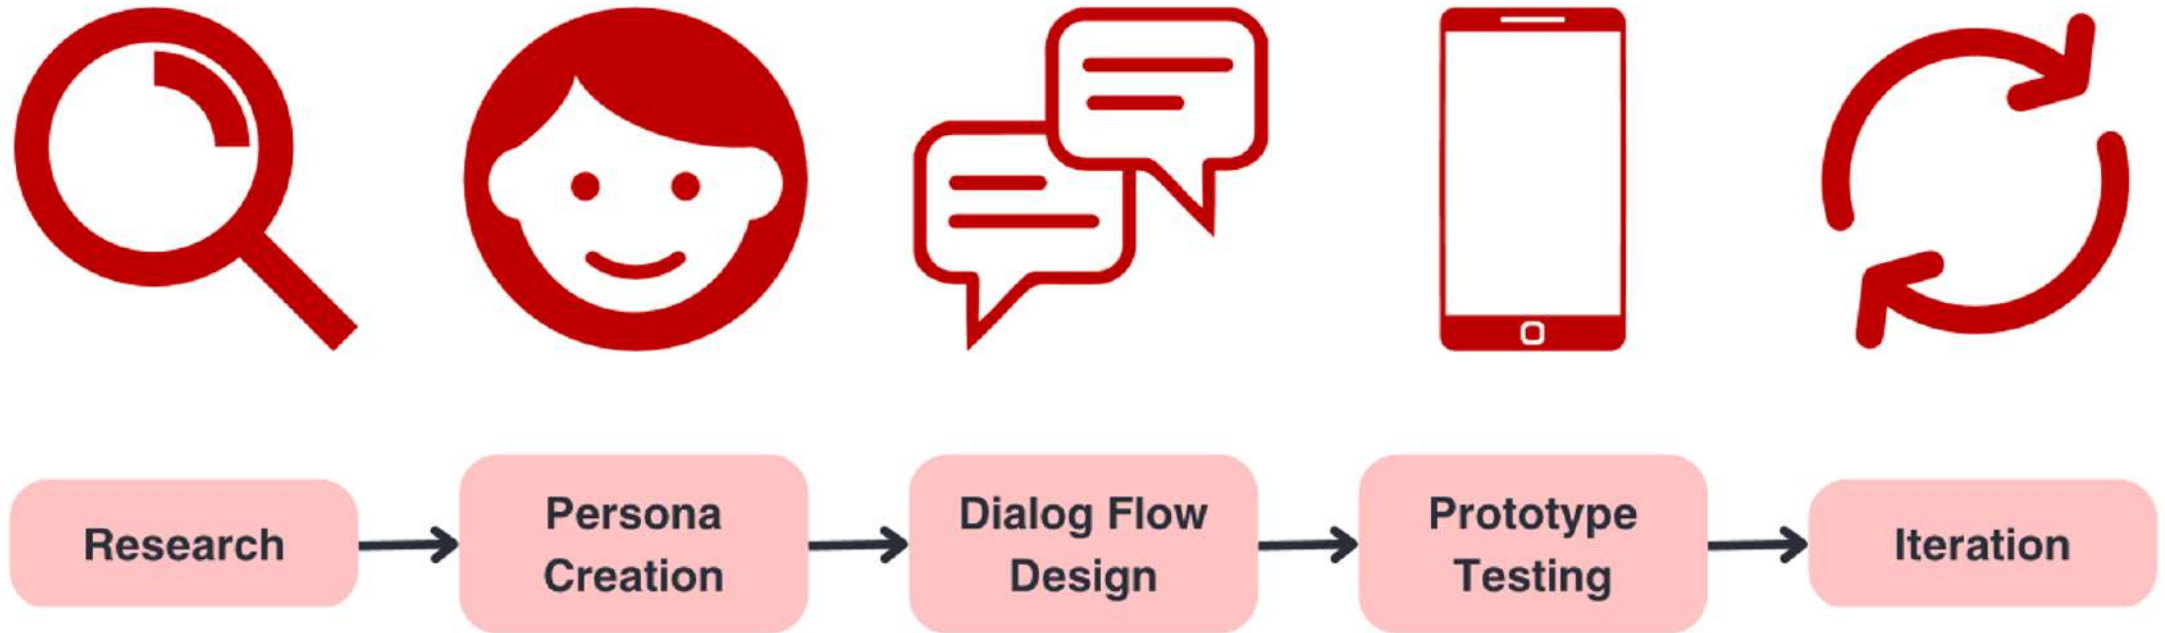 Research
Persona
Creation
Dialog Flow
Design
Prototype
Testing
Iteration